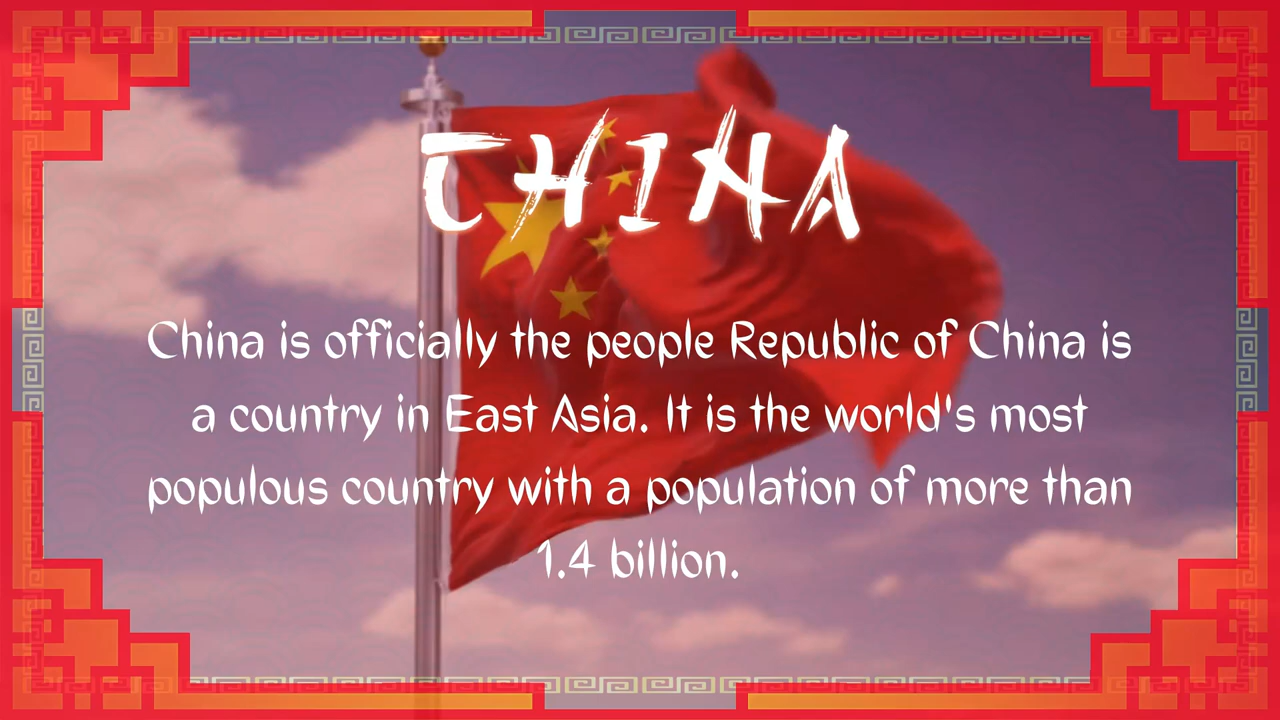 CHINA
China is officially the people Republic of China is
a country in East Asia. It is the world's most
populous country with a population of more than
1.4 billion.